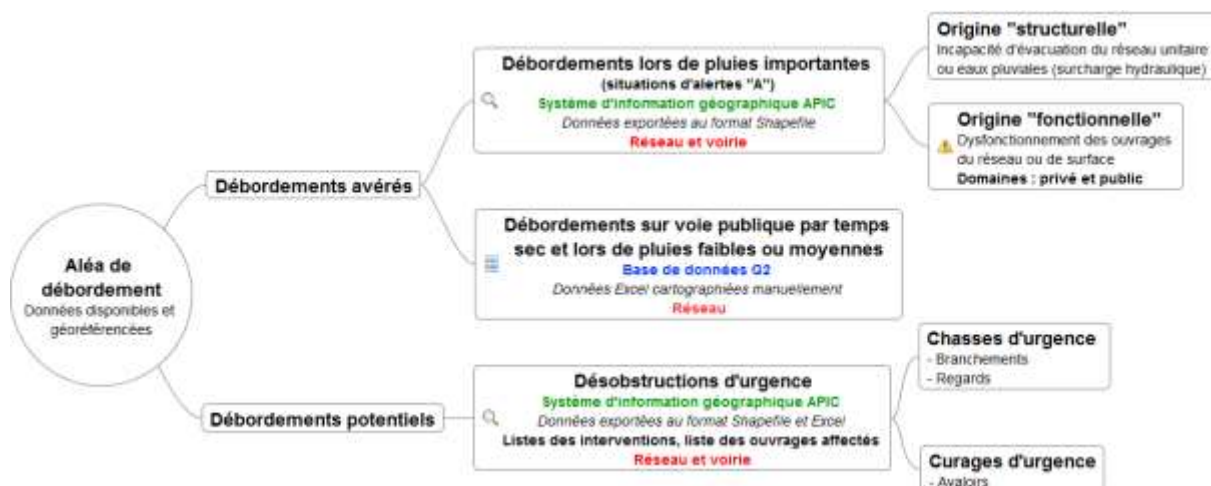 Aléa de
débordement
Données disponibles et
géoréférencées
Débordements avérés
Débordements lors de pluies importantes
(situations d'alertes "A")
Système d'information géographique APIC
Données exportées au format Shapefile
Réseau et voirie
Origine "structurelle"
Incapacité d'évacuation du réseau unitaire
ou eaux pluviales (surcharge hydraulique)
Origine "fonctionnelle"
Dysfonctionnement des ouvrages
du réseau ou de surface
Domaines : privé et public
Débordements sur voie publique par temps
sec et lors de pluies faibles ou moyennes
Base de données G2
Données Excel cartographiées manuellement
Réseau
Débordements potentiels
Désobstructions d'urgence
Système d'information géographique APIC
Données exportées au format Shapefile et Excel
Listes des interventions, liste des ouvrages affectés
Réseau et voirie
Chasses d'urgence
- Branchements
- Regards
Curages d'urgence
- Avaloirs